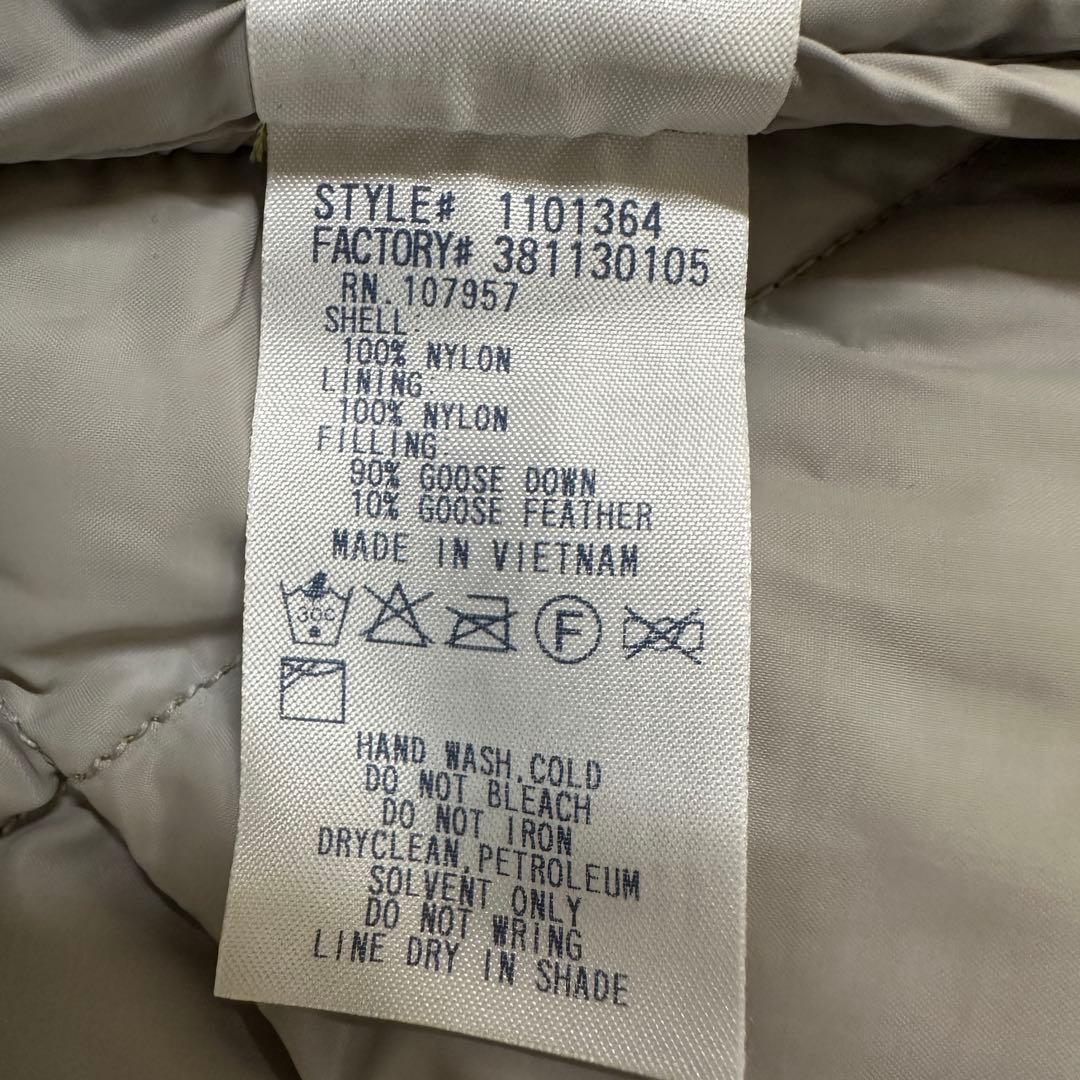 STYLE# 1101364
FACTORY# 381130105
RN. 107957
SHELL:
100% NYLON
LINING
100% NYLON
FILLING
90% GOOSE DOWN
10% GOOSE FEATHER
MADE IN VIETNAM
30C F
HAND WASH,COLD
DO NOT BLEACH
DO NOT IRON
DRYCLEAN,PETROLEUM
SOLVENT ONLY
DO NOT WRING
LINE DRY IN SHADE